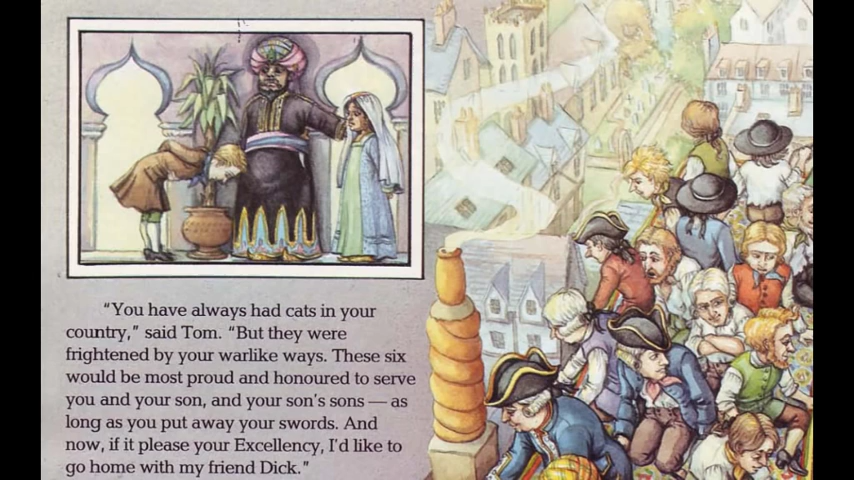 “You have always had cats in your
country,” said Tom. “But they were
frightened by your warlike ways. These six
would be most proud and honoured to serve
you and your son, and your son’s sons — as
long as you put away your swords. And
now, if it please your Excellency, I’d like to
go home with my friend Dick.”